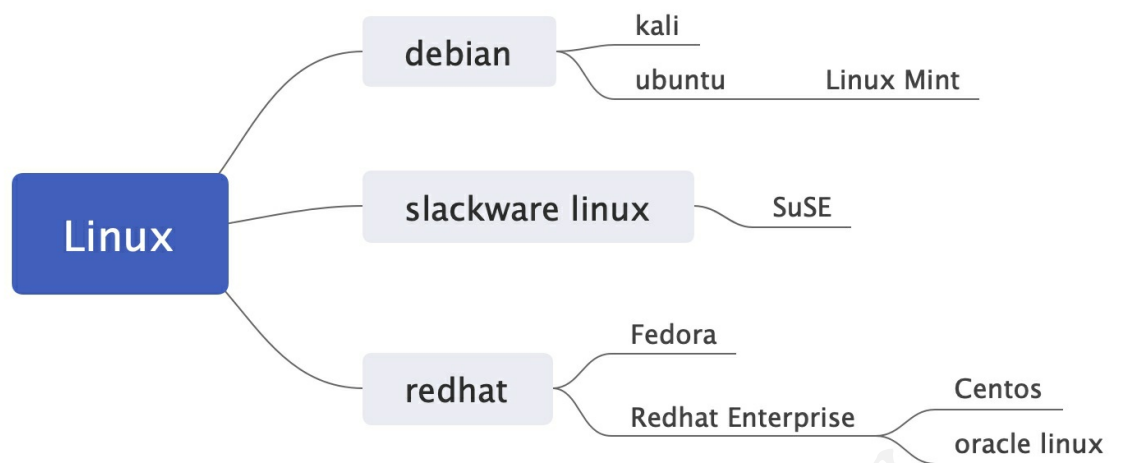 Linux
debian
kali
ubuntu
Linux Mint
slackware linux
SuSE
redhat
Fedora
Redhat Enterprise
Centos
oracle linux